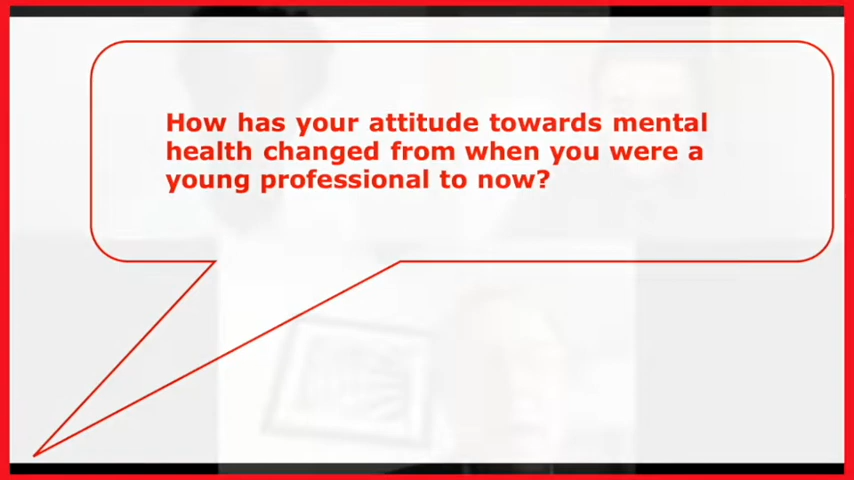 How has your attitude towards mental
health changed from when you were a
young professional to now?